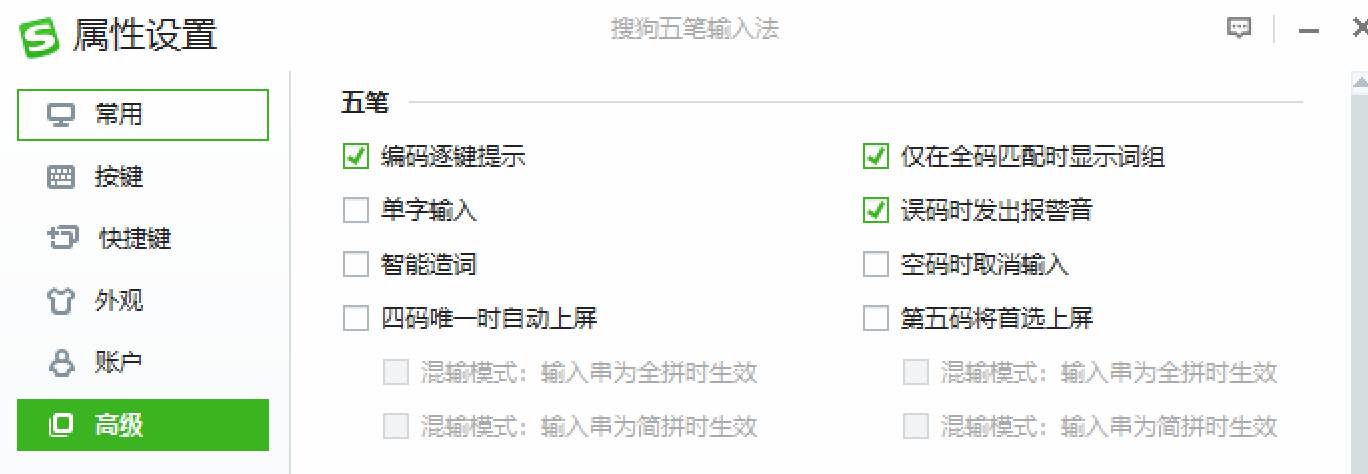 属性设置
搜狗五笔输入法
常用
按键
快捷键
外观
账户
高级
五笔
编码逐键提示
仅在全码匹配时显示词组
单字输入
误码时发出报警音
智能造词
空码时取消输入
四码唯一时自动上屏
第五码将首选上屏
混输模式：输入串为全拼时生效
混输模式：输入串为全拼时生效
混输模式：输入串为简拼时生效
混输模式：输入串为简拼时生效